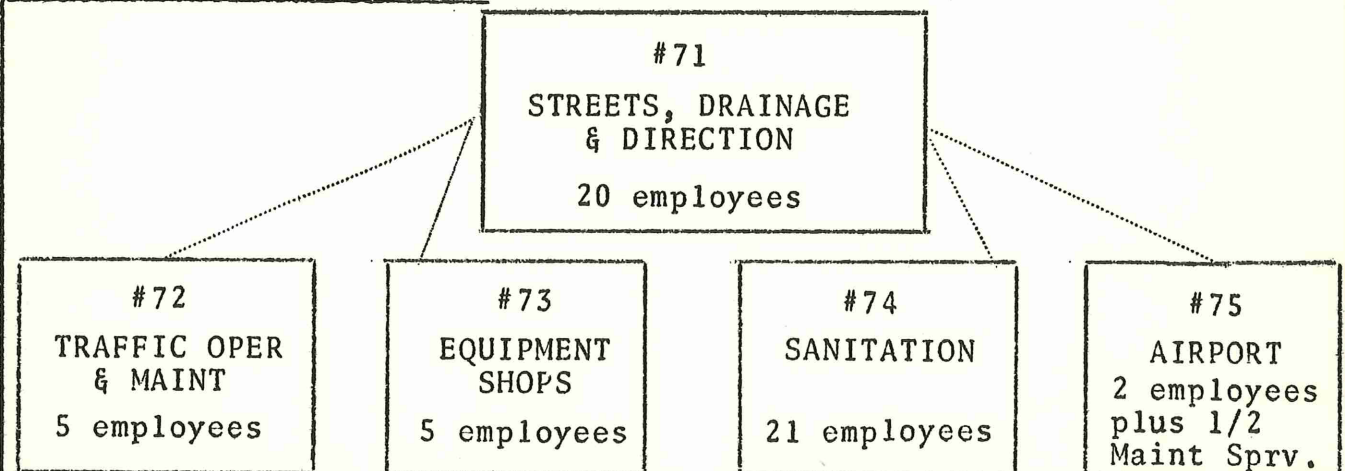 #71
STREETS, DRAINAGE
& DIRECTION
20 employees
#72
TRAFFIC OPER
& MAINT
5 employees
#73
EQUIPMENT
SHOPS
5 employees
#74
SANITATION
21 employees
#75
AIRPORT
2 employees
plus 1/2
Maint Sprv.